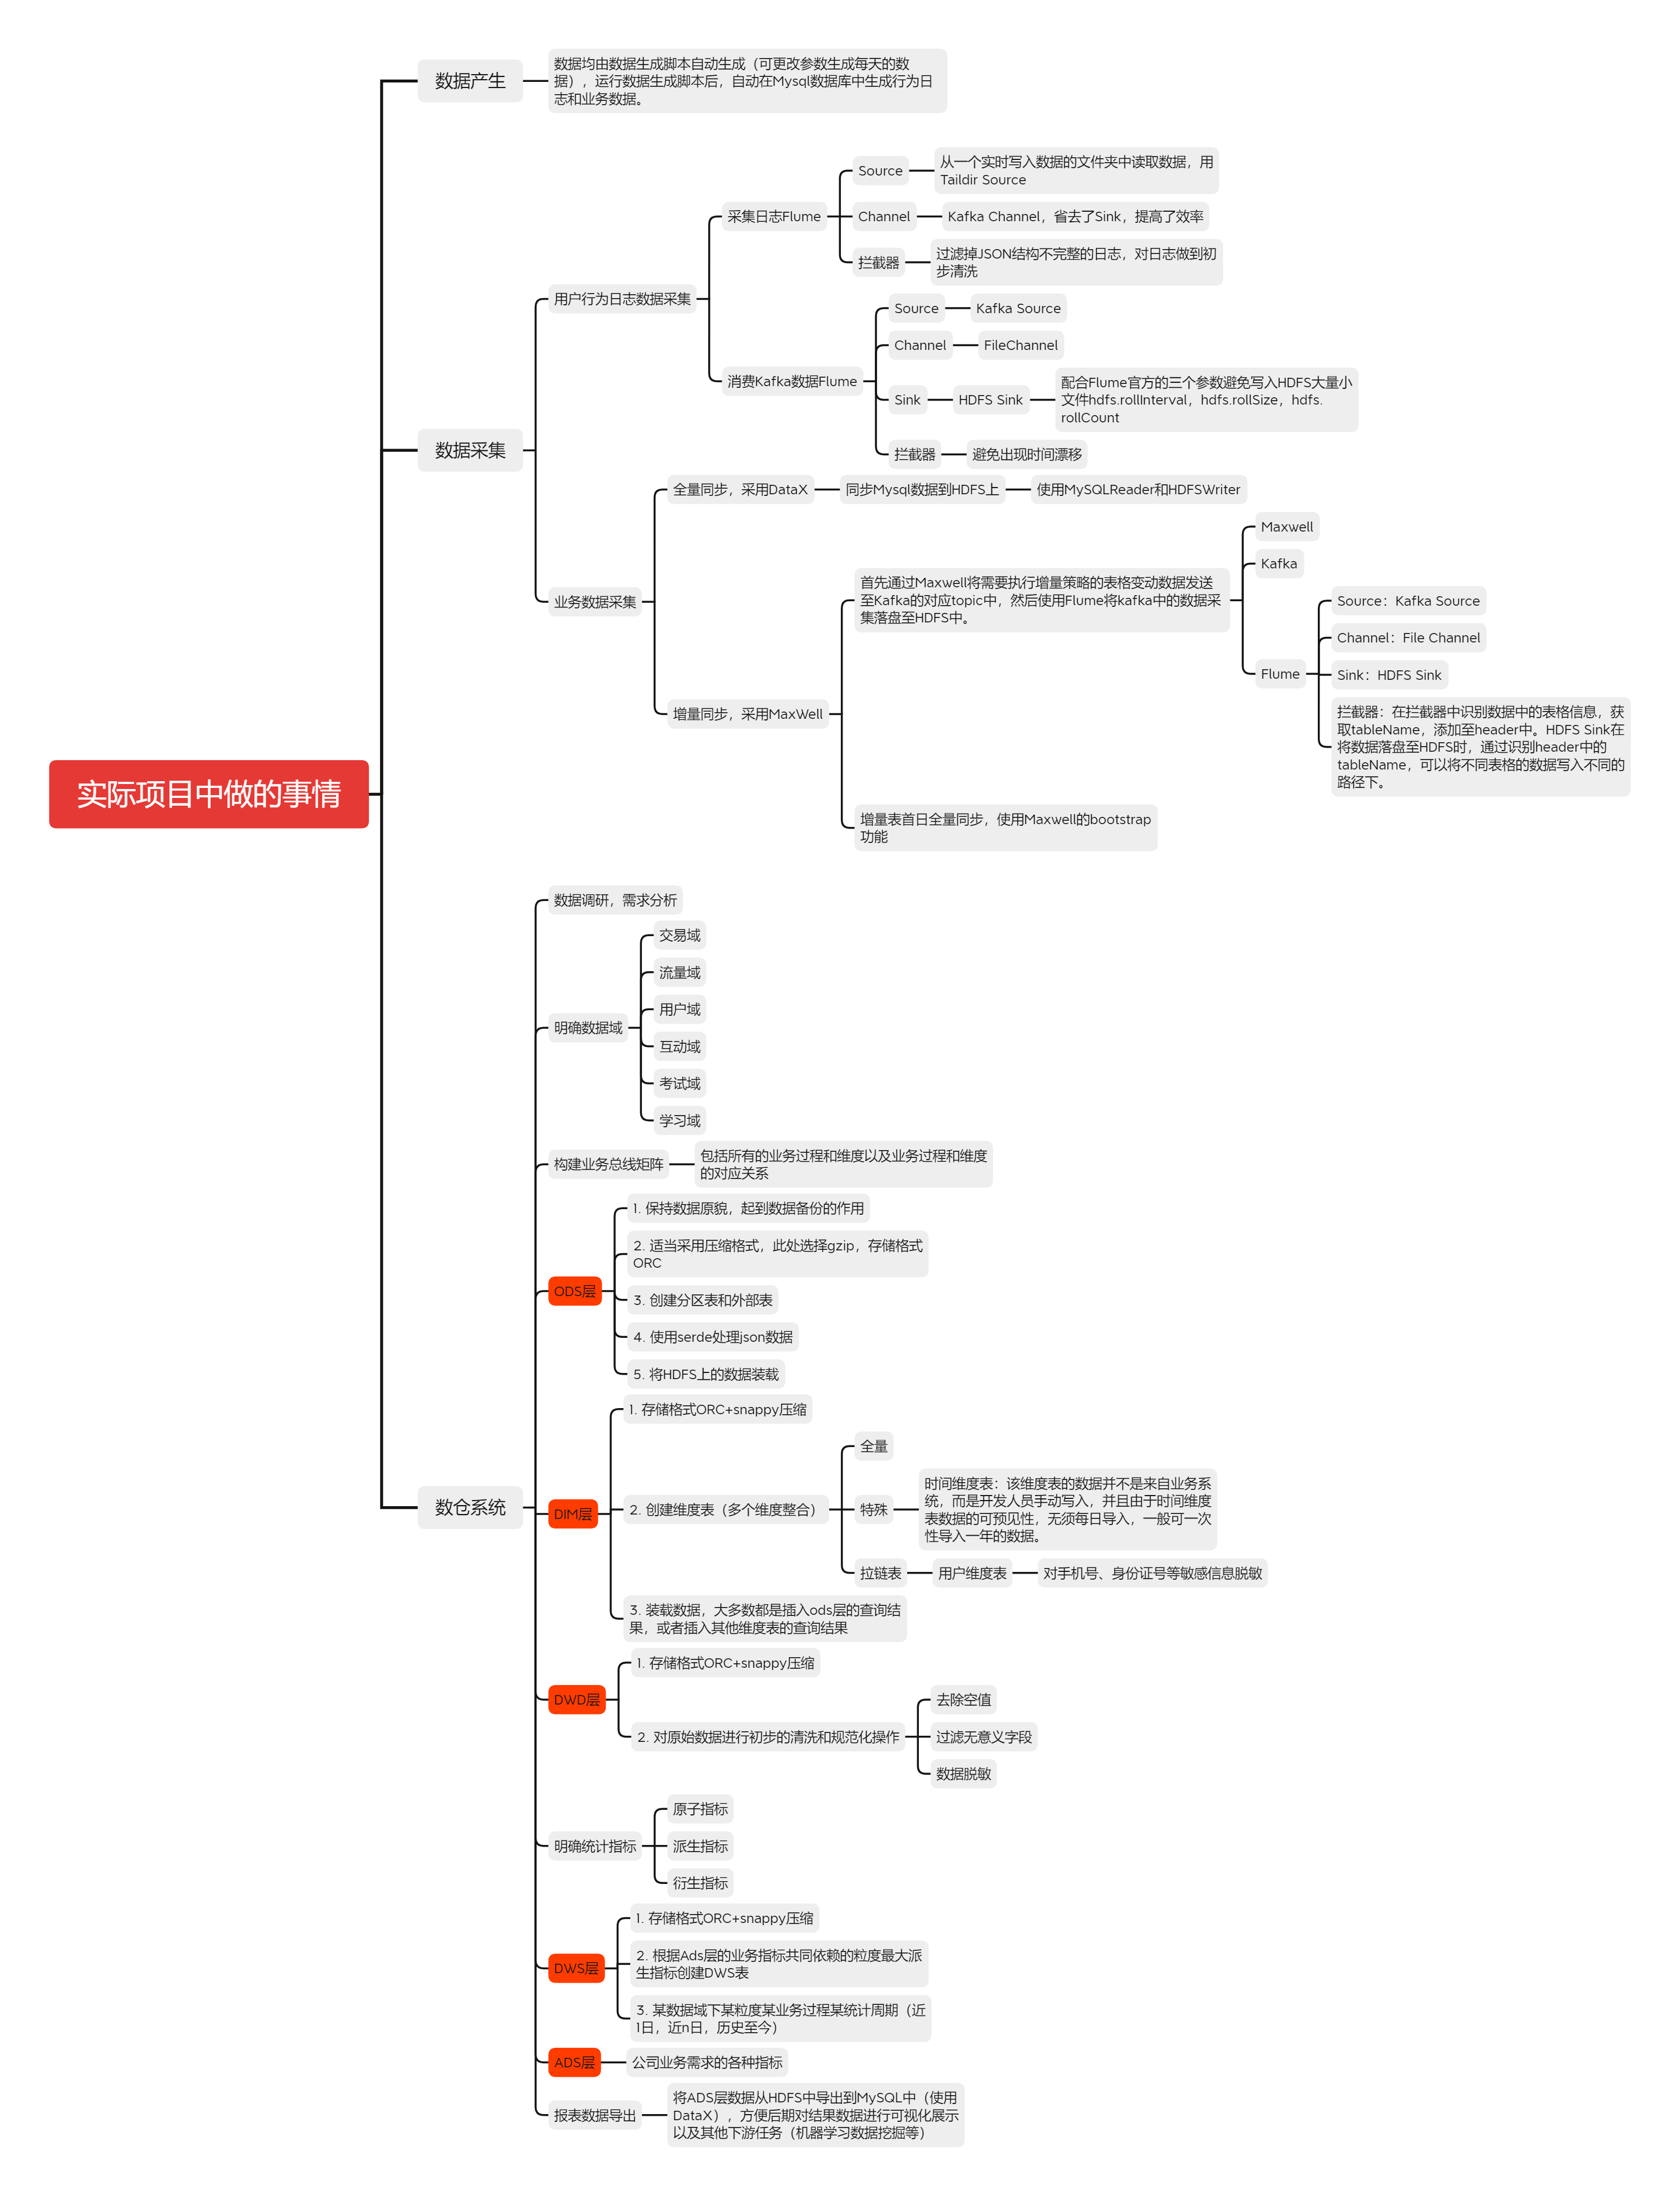 实际项目中做的事情
数据产生
数据均由数据生成脚本自动生成（可更改参数生成每天的数
据），运行数据生成脚本后，自动在Mysql数据库中生成行为日
志和业务数据。
数据采集
用户行为日志数据采集
采集日志Flume
Source
从一个实时写入数据的文件夹中读取数据，用
Taildir Source
Channel
Kafka Channel，省去了Sink，提高了效率
拦截器
过滤掉JSON结构不完整的日志，对日志做到初
步清洗
消费Kafka数据Flume
Source
Kafka Source
Channel
FileChannel
Sink
HDFS Sink
配合Flume官方的三个参数避免写入HDFS大量小
文件hdfs.rollInterval，hdfs.rollSize，hdfs.
rollCount
拦截器
避免出现时间漂移
业务数据采集
全量同步，采用DataX
同步Mysql数据到HDFS上
使用MySQLReader和HDFSWriter
增量同步，采用MaxWell
首先通过Maxwell将需要执行增量策略的表格变动数据发送
至Kafka的对应topic中，然后使用Flume将kafka中的数据采
集落盘至HDFS中。
Maxwell
Kafka
Flume
Source：Kafka Source
Channel：File Channel
Sink：HDFS Sink
拦截器：在拦截器中识别数据中的表格信息，获
取tableName，添加至header中。HDFS Sink在
将数据落盘至HDFS时，通过识别header中的
tableName，可以将不同表格的数据写入不同的
路径下。
增量表首日全量同步，使用Maxwell的bootstrap
功能
数仓系统
数据调研，需求分析
明确数据域
交易域
流量域
用户域
互动域
考试域
学习域
构建业务总线矩阵
包括所有的业务过程和维度以及业务过程和维度
的对应关系
ODS层
1. 保持数据原貌，起到数据备份的作用
2. 适当采用压缩格式，此处选择gzip，存储格式
ORC
3. 创建分区表和外部表
4. 使用serde处理json数据
5. 将HDFS上的数据装载
DIM层
1. 存储格式ORC+snappy压缩
2. 创建维度表（多个维度整合）
全量
特殊
时间维度表：该维度表的数据并不是来自业务系
统，而是开发人员手动写入，并且由于时间维度
表数据的可预见性，无须每日导入，一般可一次
性导入一年的数据。
拉链表
用户维度表
对手机号、身份证号等敏感信息脱敏
3. 装载数据，大多数都是插入ods层的查询结
果，或者插入其他维度表的查询结果
DWD层
1. 存储格式ORC+snappy压缩
2. 对原始数据进行初步的清洗和规范化操作
去除空值
过滤无意义字段
数据脱敏
明确统计指标
原子指标
派生指标
衍生指标
DWS层
1. 存储格式ORC+snappy压缩
2. 根据Ads层的业务指标共同依赖的粒度最大派
生指标创建DWS表
3. 某数据域下某粒度某业务过程某统计周期（近
1日，近n日，历史至今）
ADS层
公司业务需求的各种指标
报表数据导出
将ADS层数据从HDFS中导出到MySQL中（使用
DataX），方便后期对结果数据进行可视化展示
以及其他下游任务（机器学习数据挖掘等）